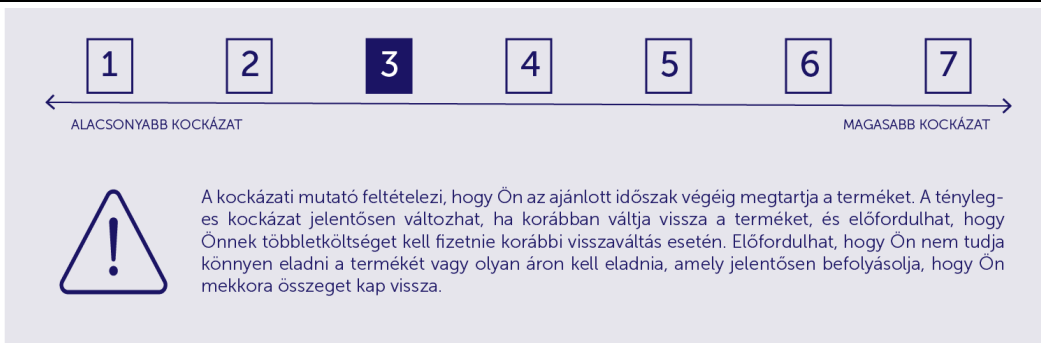 1 2 3 4 5 6 7
ALACSONYABB KOCKÁZAT MAGASABB KOCKÁZAT
A kockázati mutató feltételezi, hogy Ön az ajánlott időszak végéig megtartja a terméket. A tényleg-
es kockázat jelentősen változhat, ha korábban váltja vissza a terméket, és előfordulhat, hogy
Önnek többletköltséget kell fizetnie korábbi visszaváltás esetén. Előfordulhat, hogy Ön nem tudja
könnyen eladni a termékét vagy olyan áron kell eladnia, amely jelentősen befolyásolja, hogy Ön
mekkora összeget kap vissza.